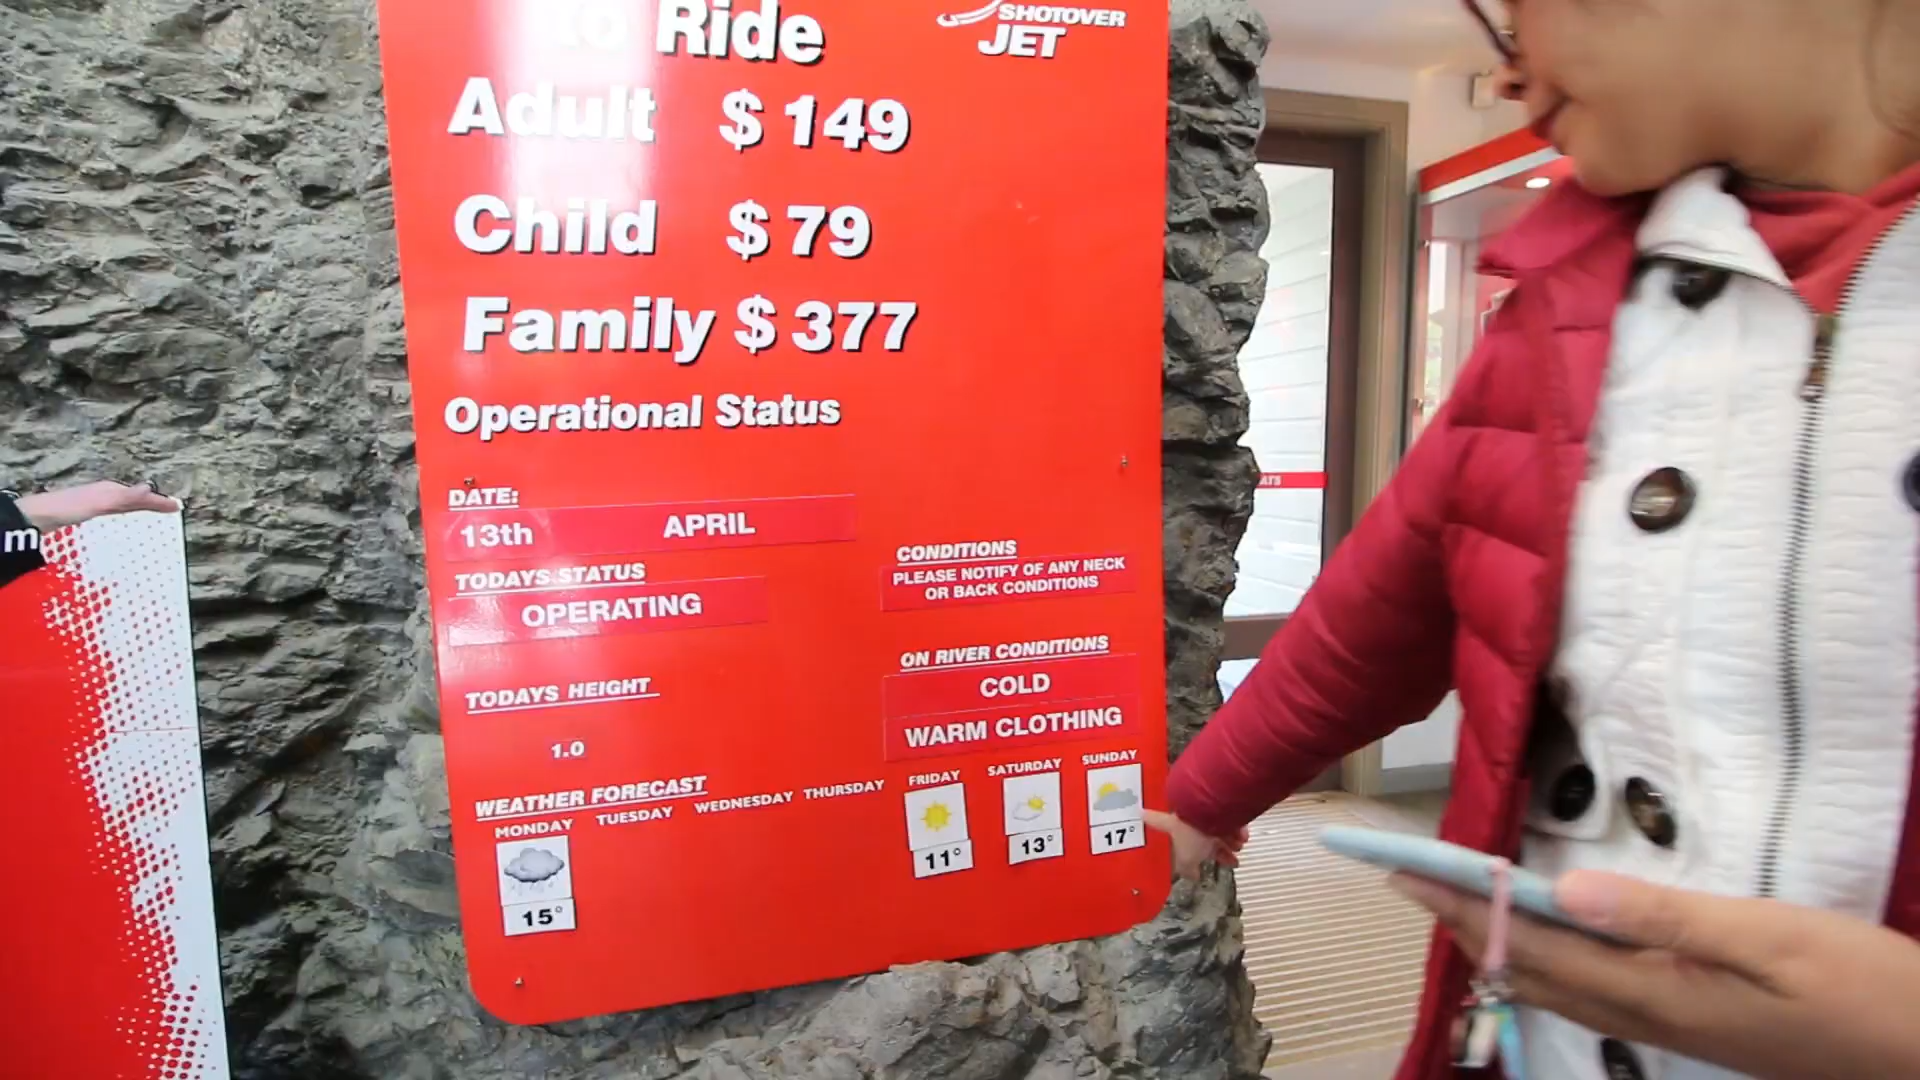 to Ride
SHOTOVER
JET
Adult $ 149
Child $ 79
Family $ 377
Operational Status
DATE:
13th APRIL
TODAYS STATUS
OPERATING
CONDITIONS
PLEASE NOTIFY OF ANY NECK
OR BACK CONDITIONS
TODAYS HEIGHT
1.0
ON RIVER CONDITIONS
COLD
WARM CLOTHING
WEATHER FORECAST
MONDAY TUESDAY WEDNESDAY THURSDAY FRIDAY SATURDAY SUNDAY
15° 11° 13° 17°
m